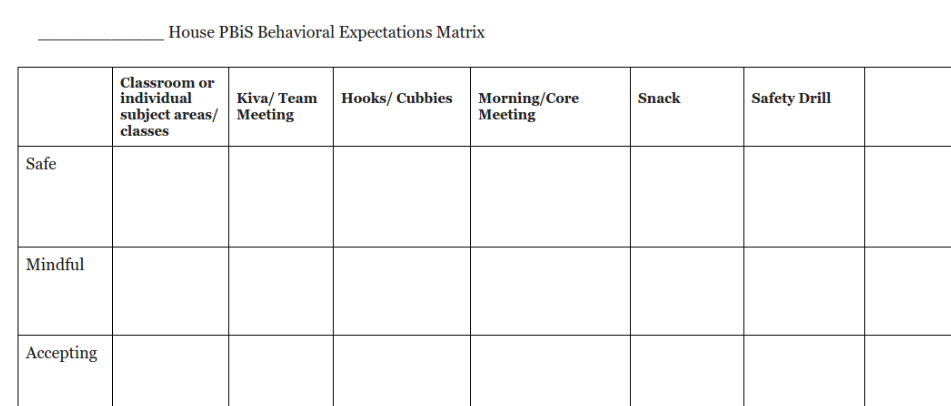 ____________ House PBiS Behavioral Expectations Matrix
Classroom or
individual
subject areas/
classes
Kiva/ Team
Meeting
Hooks/ Cubbies
Morning/Core
Meeting
Snack
Safety Drill
Safe
Mindful
Accepting